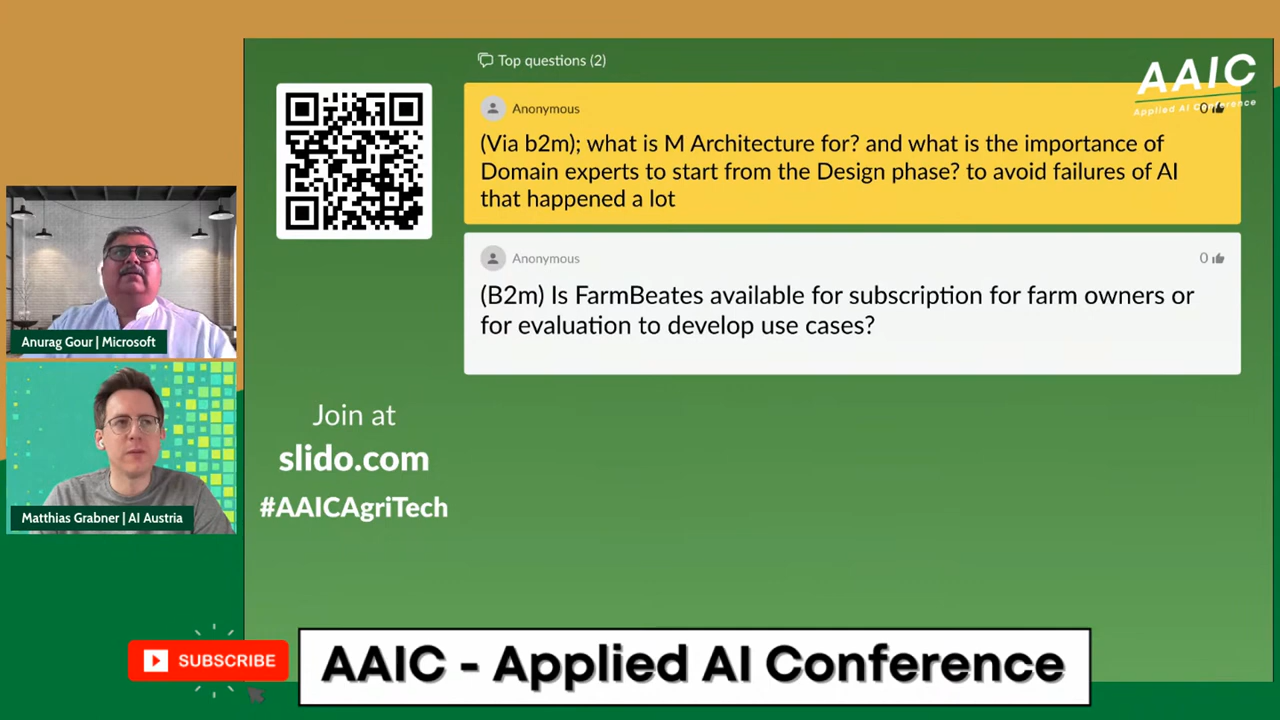 Top questions (2)
AAIC
Applied AI Conference
Anonymous
0
(Via b2m); what is M Architecture for? and what is the importance of
Domain experts to start from the Design phase? to avoid failures of AI
that happened a lot
Anonymous
0
(B2m) Is FarmBeates available for subscription for farm owners or
for evaluation to develop use cases?
Anurag Gour | Microsoft
Matthias Grabner | AI Austria
Join at
slido.com
#AAICAgriTech
SUBSCRIBE
AAIC - Applied AI Conference